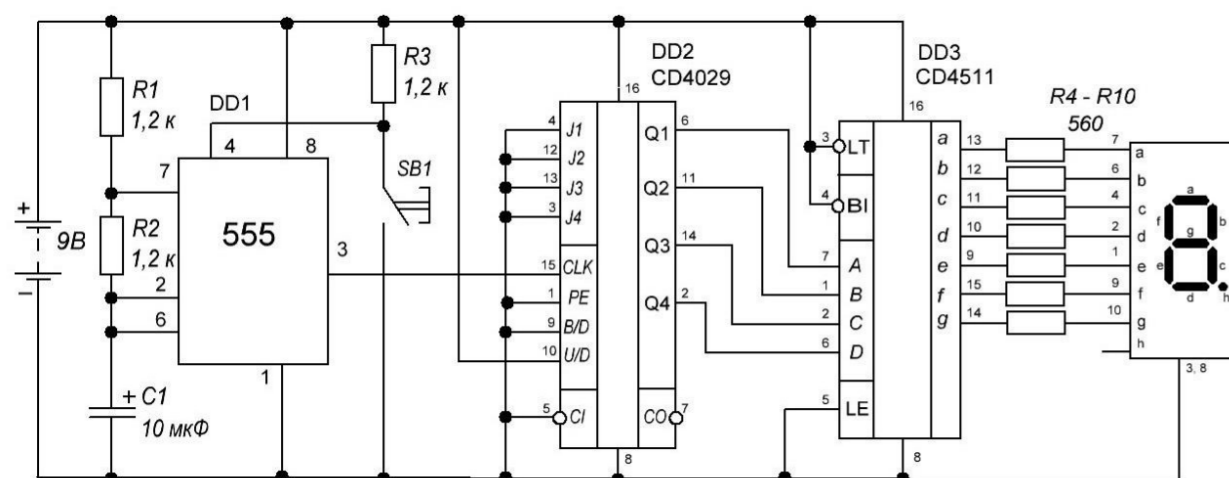 R1
1,2 к
DD1
4
8
7
R2
1,2 к
2
6
555
3
1
+
9В
−
+ C1
10 мкФ
R3
1,2 к
SB1
DD2
CD4029
16
4 J1
12 J2
13 J3
3 J4
15 CLK
1 PE
9 B/D
10 U/D
5 CI
Q1 6
Q2 11
Q3 14
Q4 2
CO 7
8
DD3
CD4511
16
3 LT
4 BI
7 A
1 B
2 C
6 D
5 LE
a 13
b 12
c 11
d 10
e 9
f 15
g 14
8
R4 - R10
560
7 a
6 b
4 c
2 d
1 e
9 f
10 g
h
3, 8
a
f
b
g
e
c
d
h